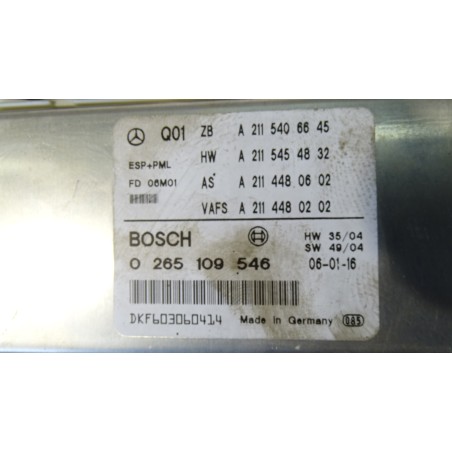 Q01 ZB A 211 540 66 45
ESP+PML HW A 211 545 48 32
FD 06M01 AS A 211 448 06 02
VAFS A 211 448 02 02
BOSCH HW 35/04
SW 49/04
0 265 109 546 06-01-16
DKF603060414 Made in Germany 065